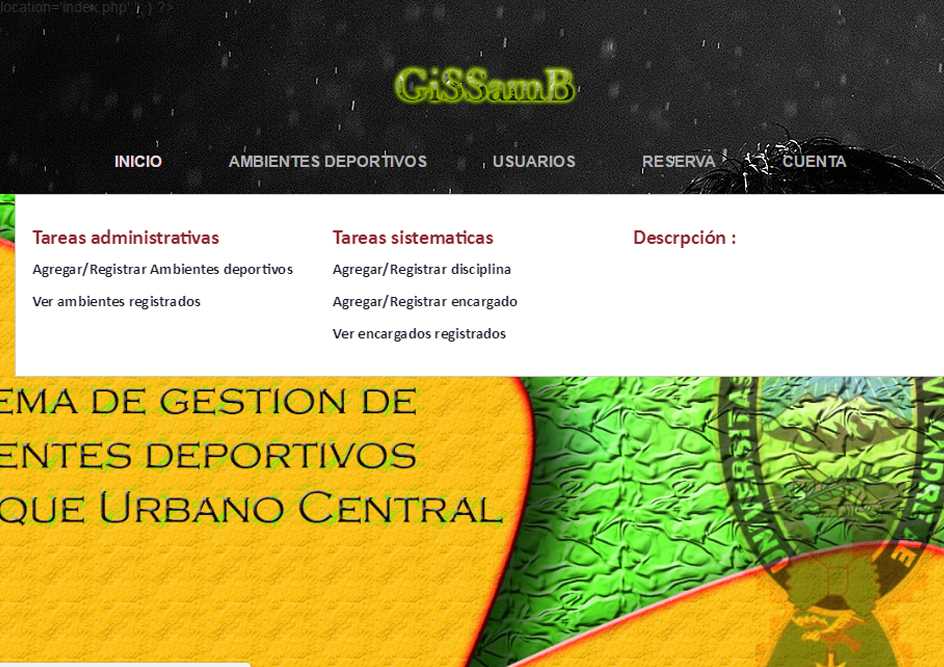 location='index.php' ; } ?>
GiSSamB
INICIO
AMBIENTES DEPORTIVOS
USUARIOS
RESERVA
CUENTA
Tareas administrativas
Agregar/Registrar Ambientes deportivos
Ver ambientes registrados
Tareas sistematicas
Agregar/Registrar disciplina
Agregar/Registrar encargado
Ver encargados registrados
Descrpción :
EMA DE GESTION DE
ENTES DEPORTIVOS
QUE URBANO CENTRAL
UNIVERSITAS